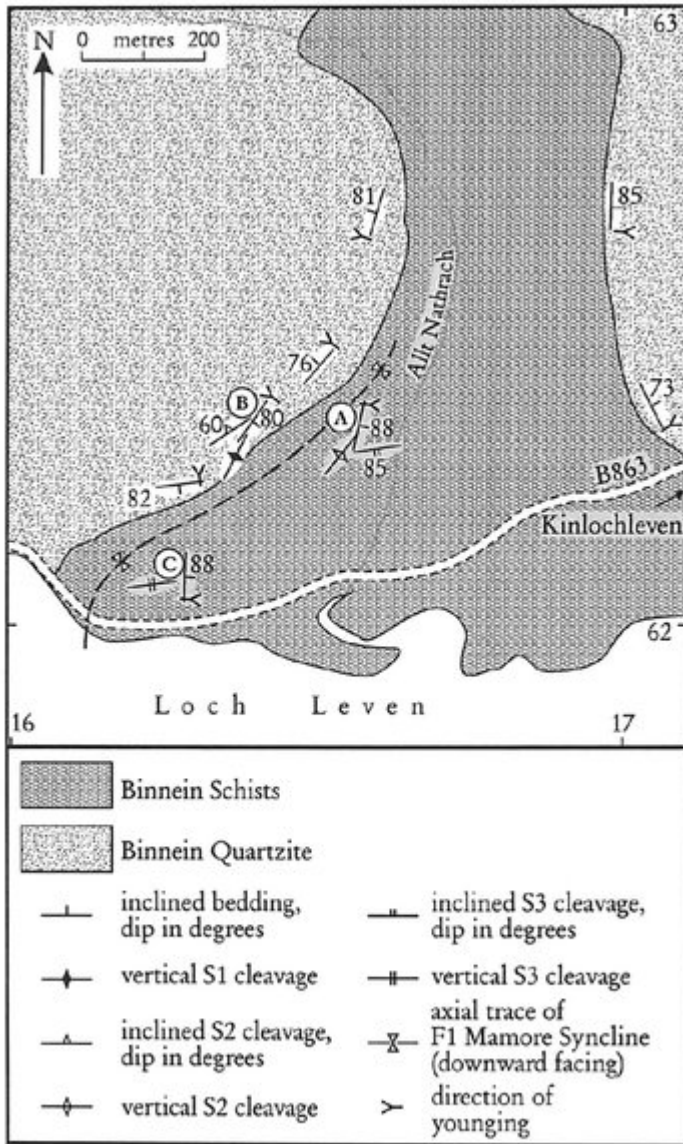 63
N
0 metres 200
81
85
Allt Nathrach
76
B
A
73
60
80
88
85
B863
82
Kinlochleven
C
88
62
Loch Leven
16
17
Binnein Schists
Binnein Quartzite
inclined bedding,
dip in degrees
vertical S1 cleavage
inclined S2 cleavage,
dip in degrees
vertical S2 cleavage
inclined S3 cleavage,
dip in degrees
vertical S3 cleavage
axial trace of
F1 Mamore Syncline
(downward facing)
direction of
younging